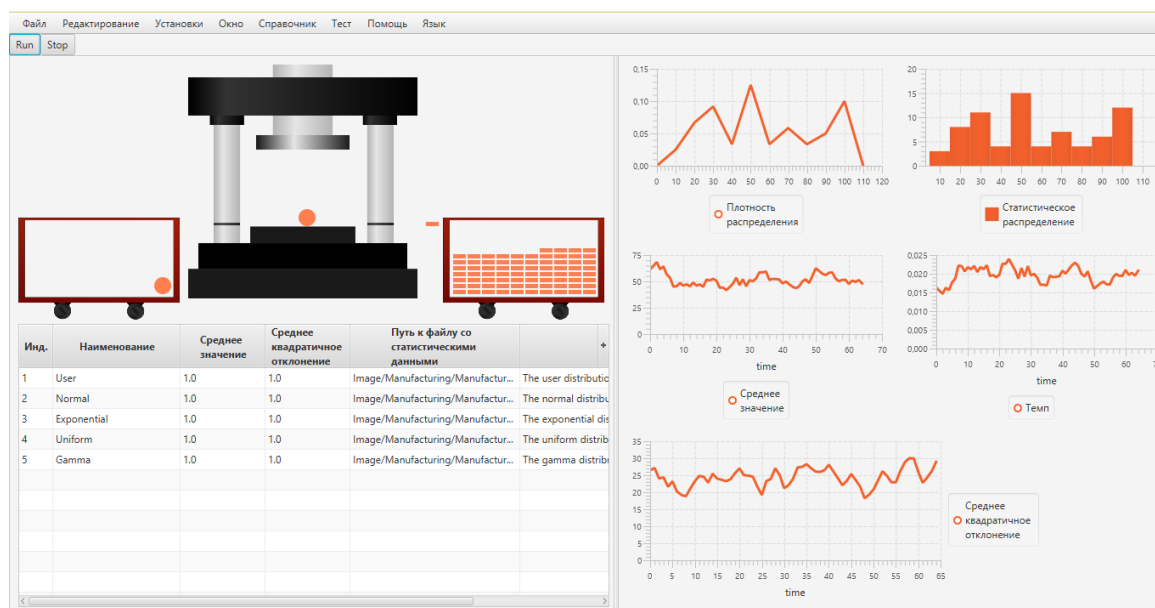 Файл Редактирование Установки Окно Справочник Тест Помощь Язык
Run Stop
Инд. Наименование Среднее значение Среднее квадратичное отклонение Путь к файлу со статистическими данными +
1 User 1.0 1.0 Image/Manufacturing/Manufactur... The user distributio
2 Normal 1.0 1.0 Image/Manufacturing/Manufactur... The normal distribu
3 Exponential 1.0 1.0 Image/Manufacturing/Manufactur... The exponential dis
4 Uniform 1.0 1.0 Image/Manufacturing/Manufactur... The uniform distrib
5 Gamma 1.0 1.0 Image/Manufacturing/Manufactur... The gamma distribu
0,15
0,10
0,05
0,00
0 10 20 30 40 50 60 70 80 90 100 110 120
Плотность
распределения
20
15
10
5
0
10 20 30 40 50 60 70 80 90 100 110
Статистическое
распределение
75
50
25
0
0 10 20 30 40 50 60 70
time
Среднее
значение
0,025
0,020
0,015
0,010
0,005
0,000
0 10 20 30 40 50 60
time
Темп
35
30
25
20
15
10
5
0
0 5 10 15 20 25 30 35 40 45 50 55 60 65
time
Среднее
квадратичное
отклонение